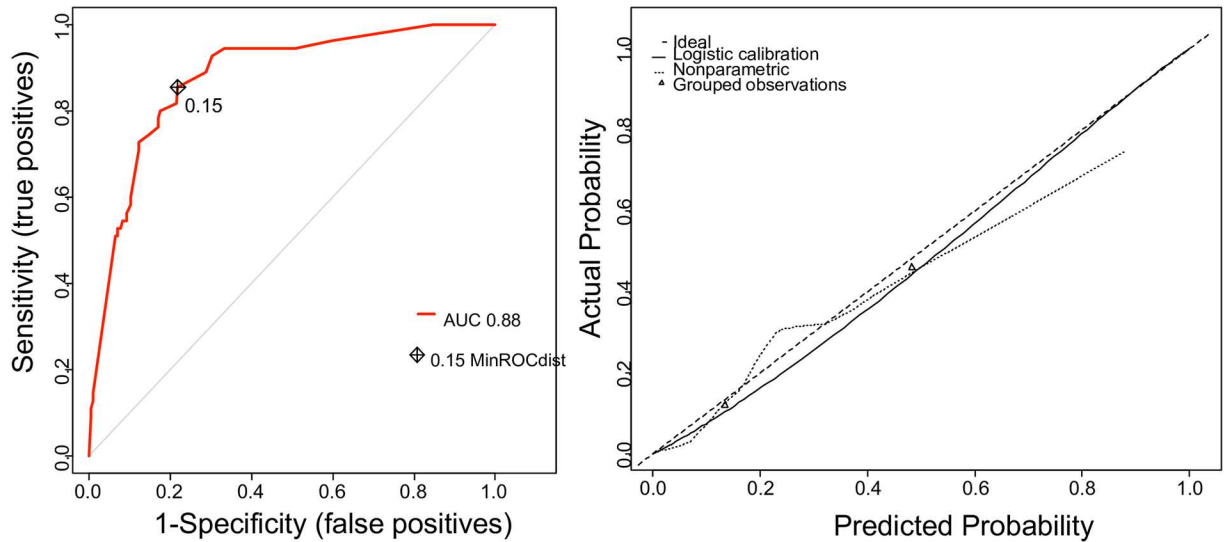 1.0
0.8
0.6
0.4
0.2
0.0
Sensitivity (true positives)
0.15
AUC 0.88
0.15 MinROCdist
0.0 0.2 0.4 0.6 0.8 1.0
1-Specificity (false positives)
1.0
0.8
0.6
0.4
0.2
0.0
Actual Probability
Ideal
Logistic calibration
Nonparametric
Grouped observations
0.0 0.2 0.4 0.6 0.8 1.0
Predicted Probability